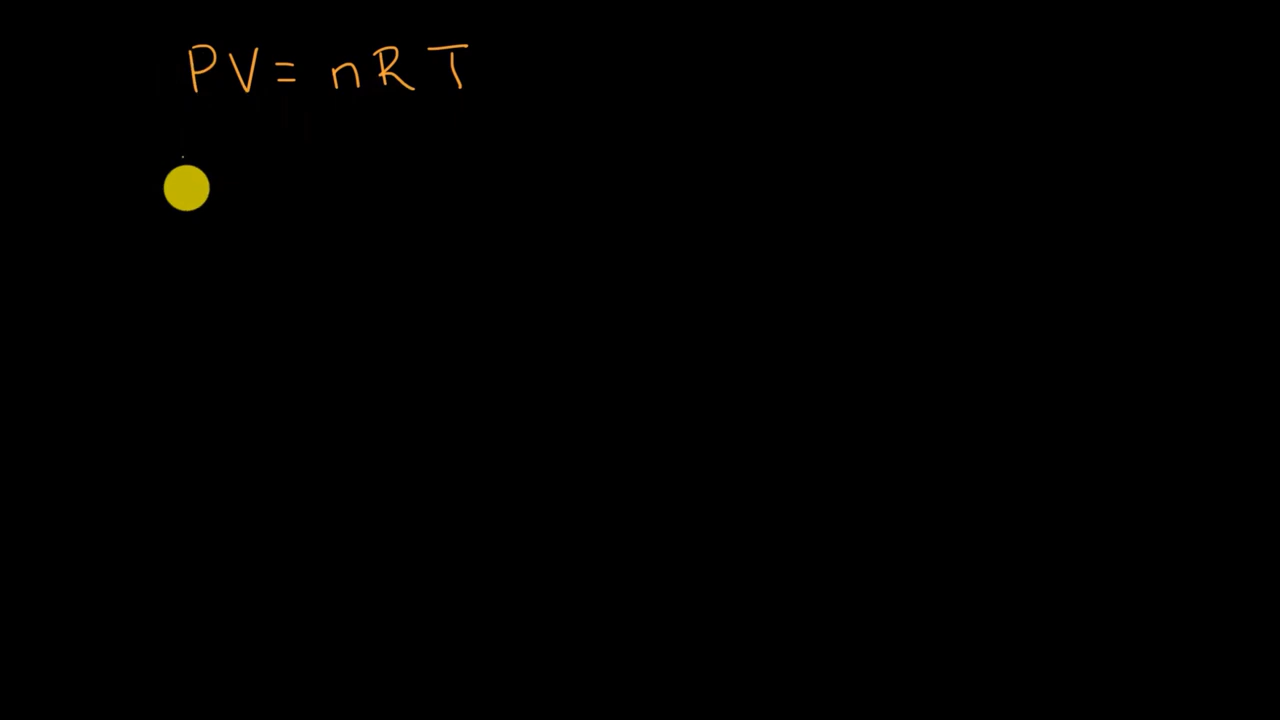 PV = nRT